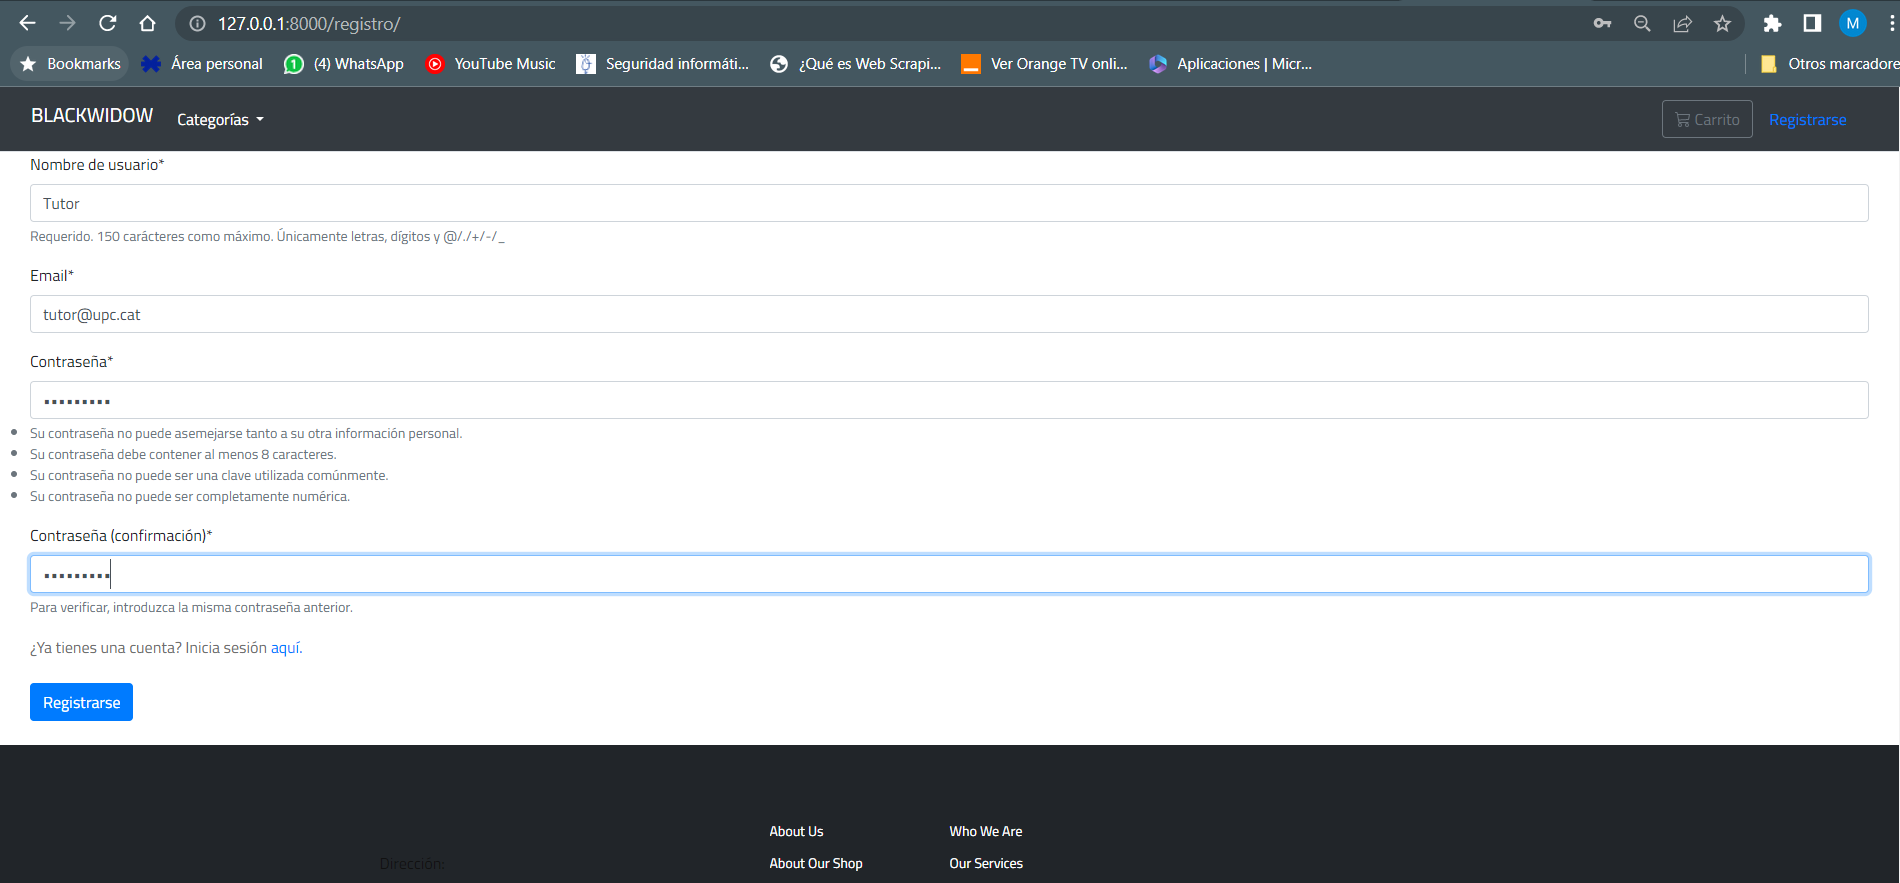 127.0.0.1:8000/registro/
M
Bookmarks Área personal (4) WhatsApp YouTube Music Seguridad informáti... ¿Qué es Web Scrapi... Ver Orange TV onli... Aplicaciones | Micr... Otros marcadore
BLACKWIDOW Categorías Carrito Registrarse
Nombre de usuario*
Tutor
Requerido. 150 carácteres como máximo. Únicamente letras, dígitos y @/./+/-/_
Email*
tutor@upc.cat
Contraseña*
Su contraseña no puede asemejarse tanto a su otra información personal.
Su contraseña debe contener al menos 8 caracteres.
Su contraseña no puede ser una clave utilizada comúnmente.
Su contraseña no puede ser completamente numérica.
Contraseña (confirmación)*
Para verificar, introduzca la misma contraseña anterior.
¿Ya tienes una cuenta? Inicia sesión aquí.
Registrarse
About Us Who We Are
Dirección: About Our Shop Our Services